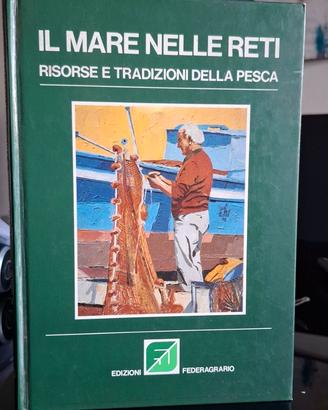 IL MARE NELLE RETI
RISORSE E TRADIZIONI DELLA PESCA
EDIZIONI FEDERAGRARIO